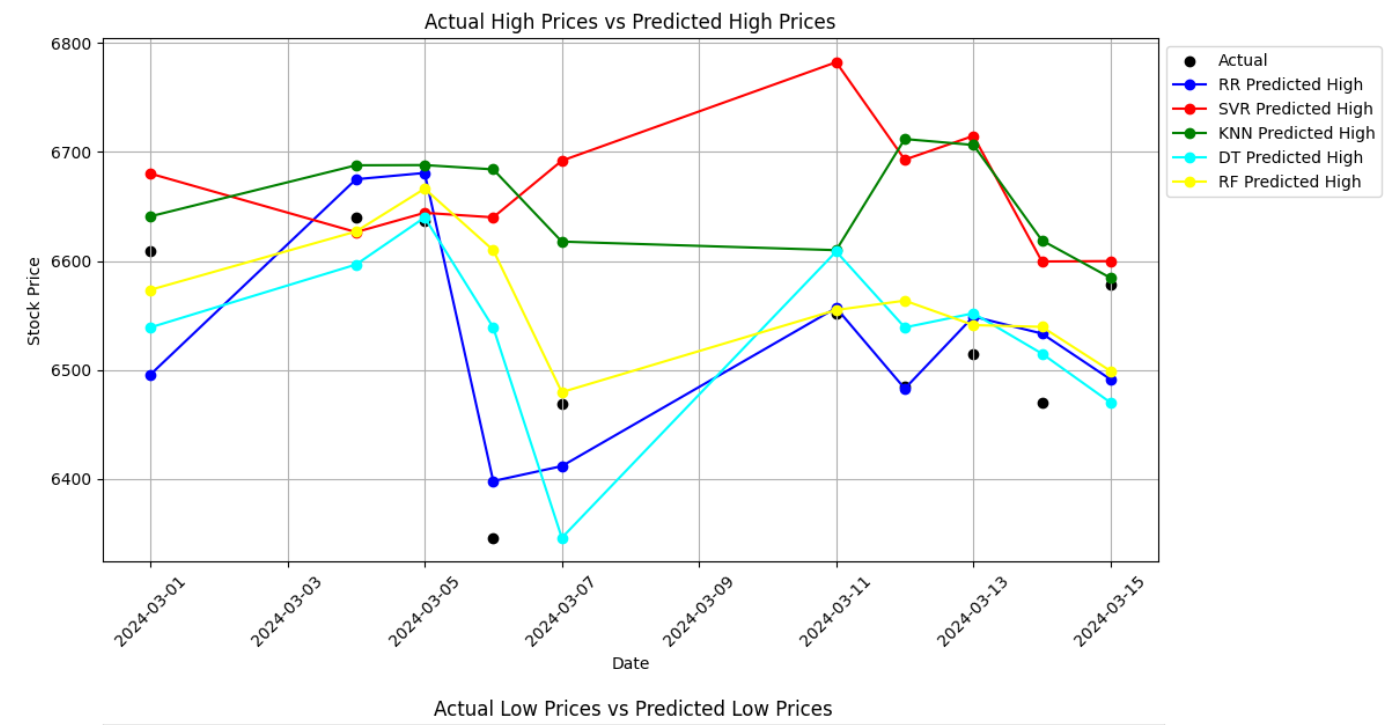 Actual High Prices vs Predicted High Prices
6800
6700
6600
6500
6400
Stock Price
2024-03-01
2024-03-03
2024-03-05
2024-03-07
2024-03-09
2024-03-11
2024-03-13
2024-03-15
Date
Actual
RR Predicted High
SVR Predicted High
KNN Predicted High
DT Predicted High
RF Predicted High
Actual Low Prices vs Predicted Low Prices